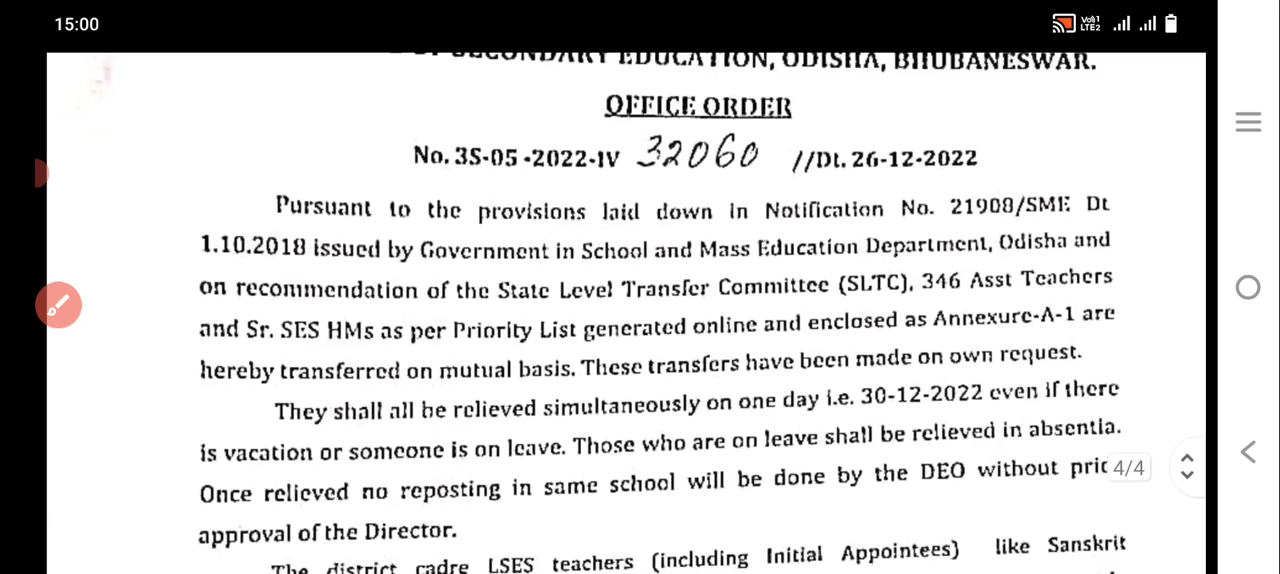 15:00
Vo))1
LTE2
SECONDARY EDUCATION, ODISHA, BHUBANESWAR.
OFFICE ORDER
No. 3S-05 -2022-IV 32060 //Dt. 26-12-2022
Pursuant to the provisions laid down in Notification No. 21908/SME Dt
1.10.2018 issued by Government in School and Mass Education Department, Odisha and
on recommendation of the State Level Transfer Committee (SLTC), 346 Asst Teachers
and Sr. SES HMs as per Priority List generated online and enclosed as Annexure-A-1 are
hereby transferred on mutual basis. These transfers have been made on own request.
They shall all be relieved simultaneously on one day i.e. 30-12-2022 even if there
is vacation or someone is on leave. Those who are on leave shall be relieved in absentia.
Once relieved no reposting in same school will be done by the DEO without
4/4
approval of the Director.
The district cadre LSES teachers (including Initial Appointees) like Sanskrit